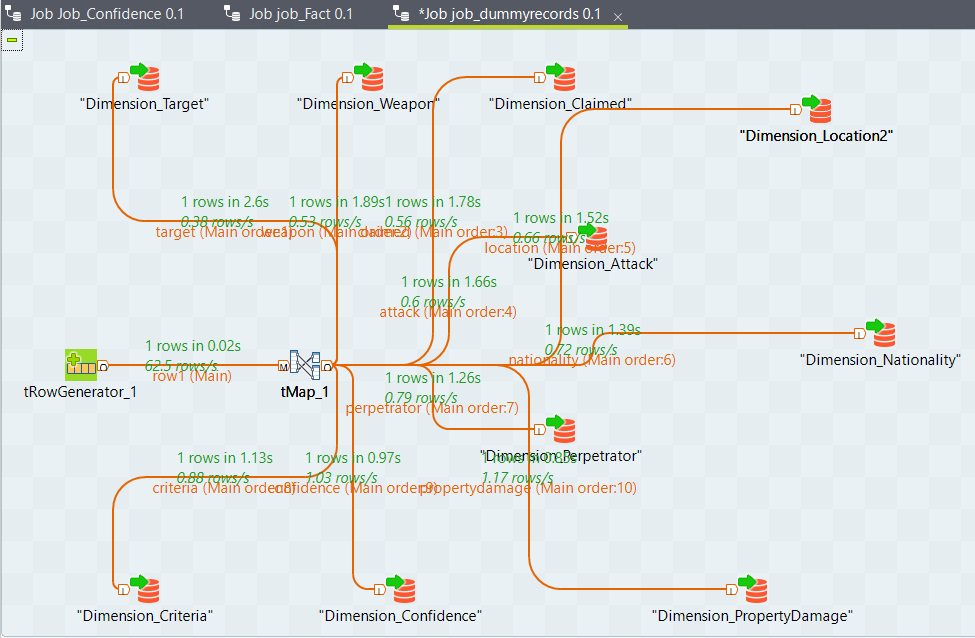 Job Job_Confidence 0.1
Job job_Fact 0.1
*Job job_dummyrecords 0.1
"Dimension_Target"
"Dimension_Weapon"
"Dimension_Claimed"
"Dimension_Location2"
1 rows in 2.6s
0.38 rows/s
target (Main order:1)
1 rows in 1.89s
0.53 rows/s
weapon (Main order:2)
1 rows in 1.78s
0.56 rows/s
claimed (Main order:3)
1 rows in 1.52s
0.66 rows/s
location (Main order:5)
"Dimension_Attack"
1 rows in 1.66s
0.6 rows/s
attack (Main order:4)
1 rows in 1.39s
0.72 rows/s
nationality (Main order:6)
"Dimension_Nationality"
1 rows in 0.02s
62.5 rows/s
row1 (Main)
tRowGenerator_1
tMap_1
1 rows in 1.26s
0.79 rows/s
perpetrator (Main order:7)
"Dimension_Perpetrator"
1 rows in 1.13s
0.88 rows/s
criteria (Main order:8)
1 rows in 0.97s
1.03 rows/s
confidence (Main order:9)
1 rows in 0.85s
1.17 rows/s
propertydamage (Main order:10)
"Dimension_Criteria"
"Dimension_Confidence"
"Dimension_PropertyDamage"